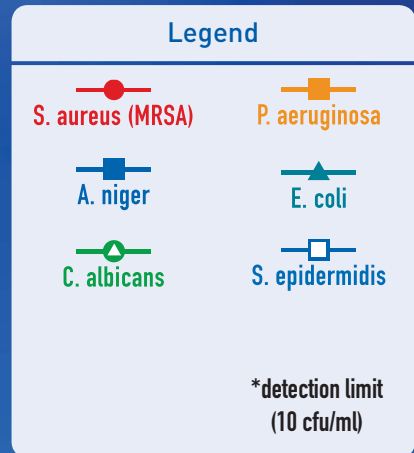 Legend
S. aureus (MRSA)
P. aeruginosa
A. niger
E. coli
C. albicans
S. epidermidis
*detection limit
(10 cfu/ml)